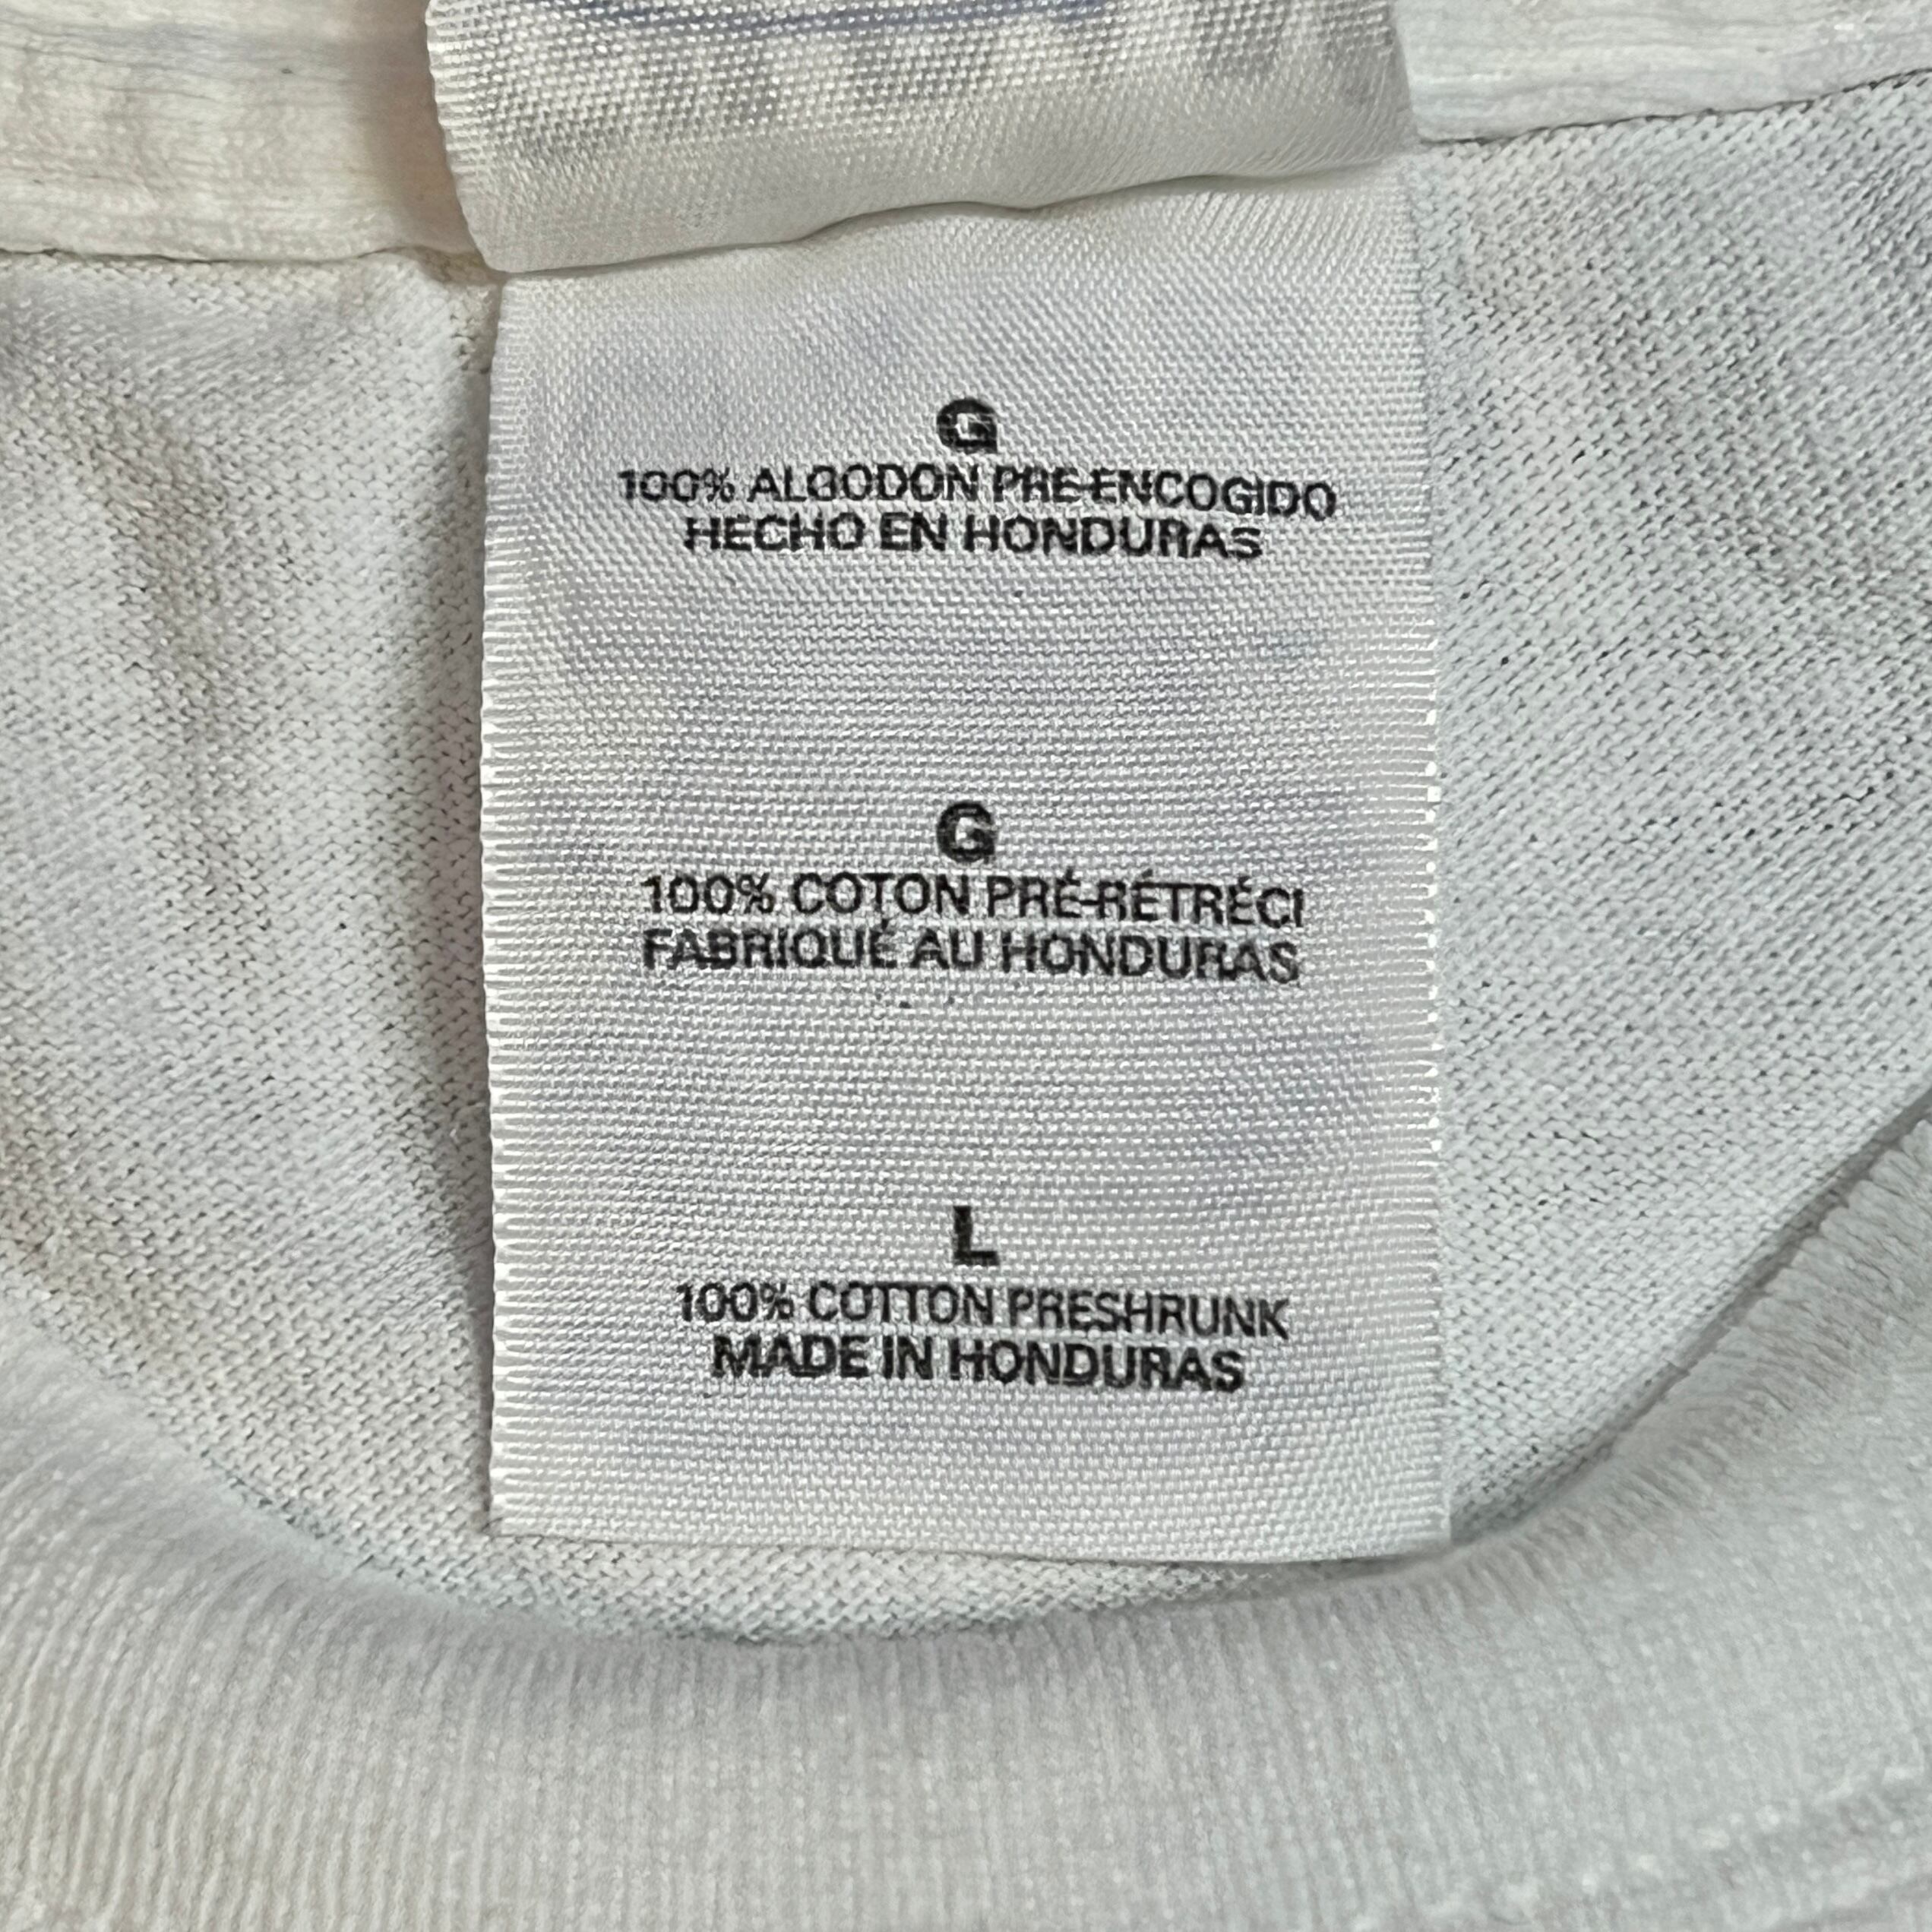 G
100% ALGODON PRE-ENCOGIDO
HECHO EN HONDURAS
G
100% COTON PRÉ-RÉTRÉCI
FABRIQUÉ AU HONDURAS
L
100% COTTON PRESHRUNK
MADE IN HONDURAS